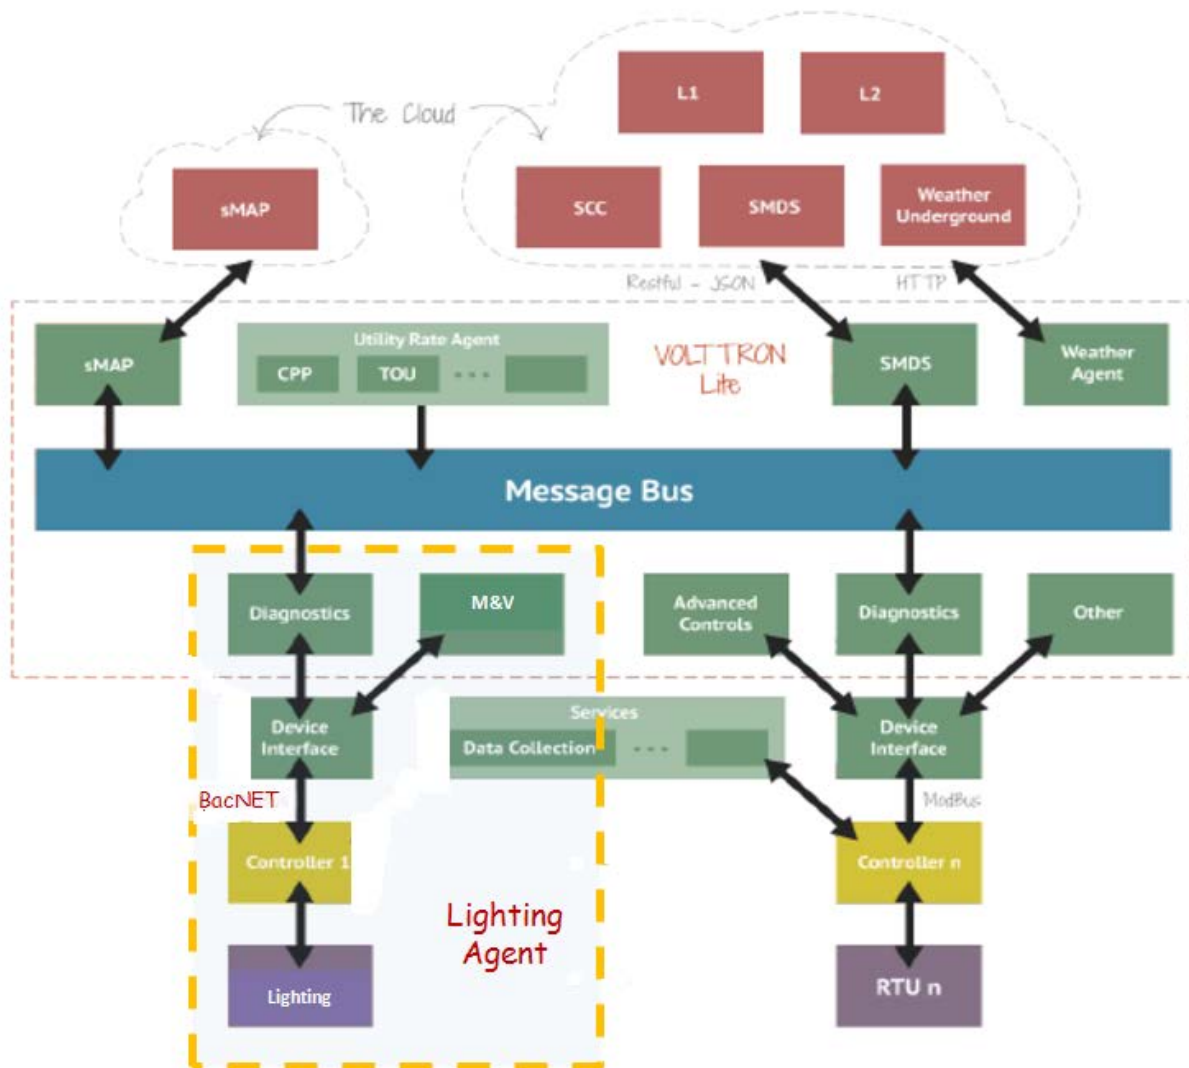 L1
L2
The Cloud
sMAP
SCC
SMDS
Weather
Underground
Restful - JSON
HTTP
sMAP
Utility Rate Agent
CPP
TOU
VOLTTRON
Lite
SMDS
Weather
Agent
Message Bus
Diagnostics
M&V
Advanced
Controls
Diagnostics
Other
Device
Interface
Services
Data Collection
Device
Interface
BacNET
ModBus
Controller 1
Controller n
Lighting
Agent
Lighting
RTU n